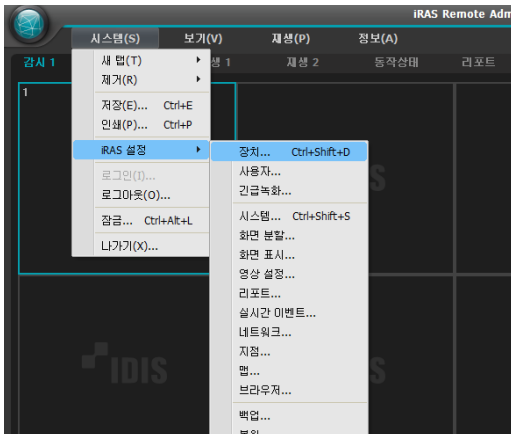 iRAS Remote Adm
시스템(S) 보기(V) 재생(P) 정보(A)
감시 1 생 1 재생 2 동작상태 리포트
새 탭(T)
제거(R)
저장(E)... Ctrl+E
인쇄(P)... Ctrl+P
iRAS 설정
로그인(I)...
로그아웃(O)...
잠금... Ctrl+Alt+L
나가기(X)...
장치... Ctrl+Shift+D
사용자...
긴급녹화...
시스템... Ctrl+Shift+S
화면 분할...
화면 표시...
영상 설정...
리포트...
실시간 이벤트...
네트워크...
지점...
맵...
브라우저...
백업...
1
S
IDIS
S